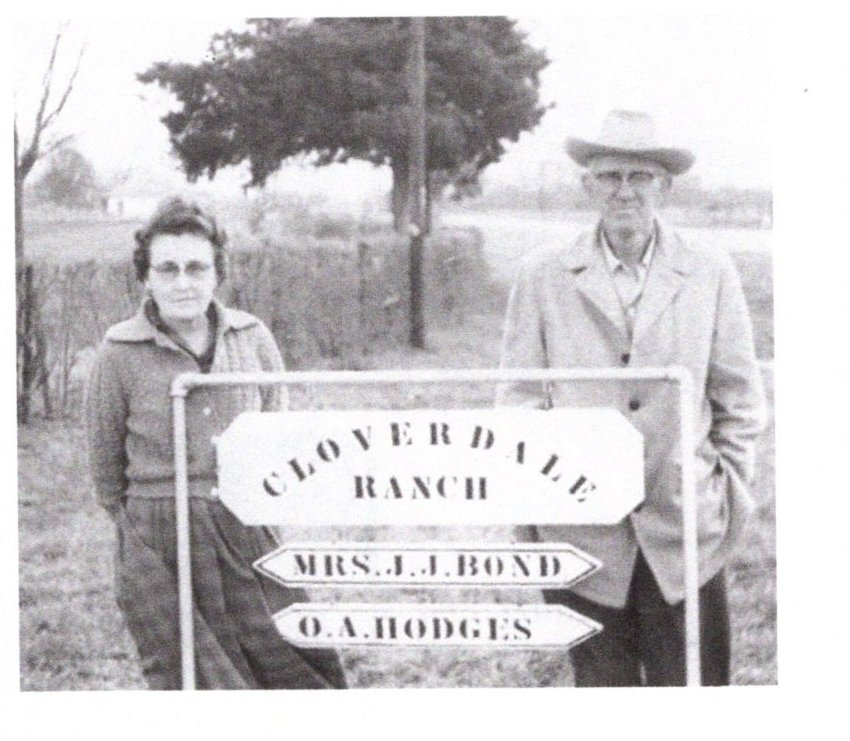 CLOVERDALE
RANCH
MRS.J.J.BOND
O.A.HODGES